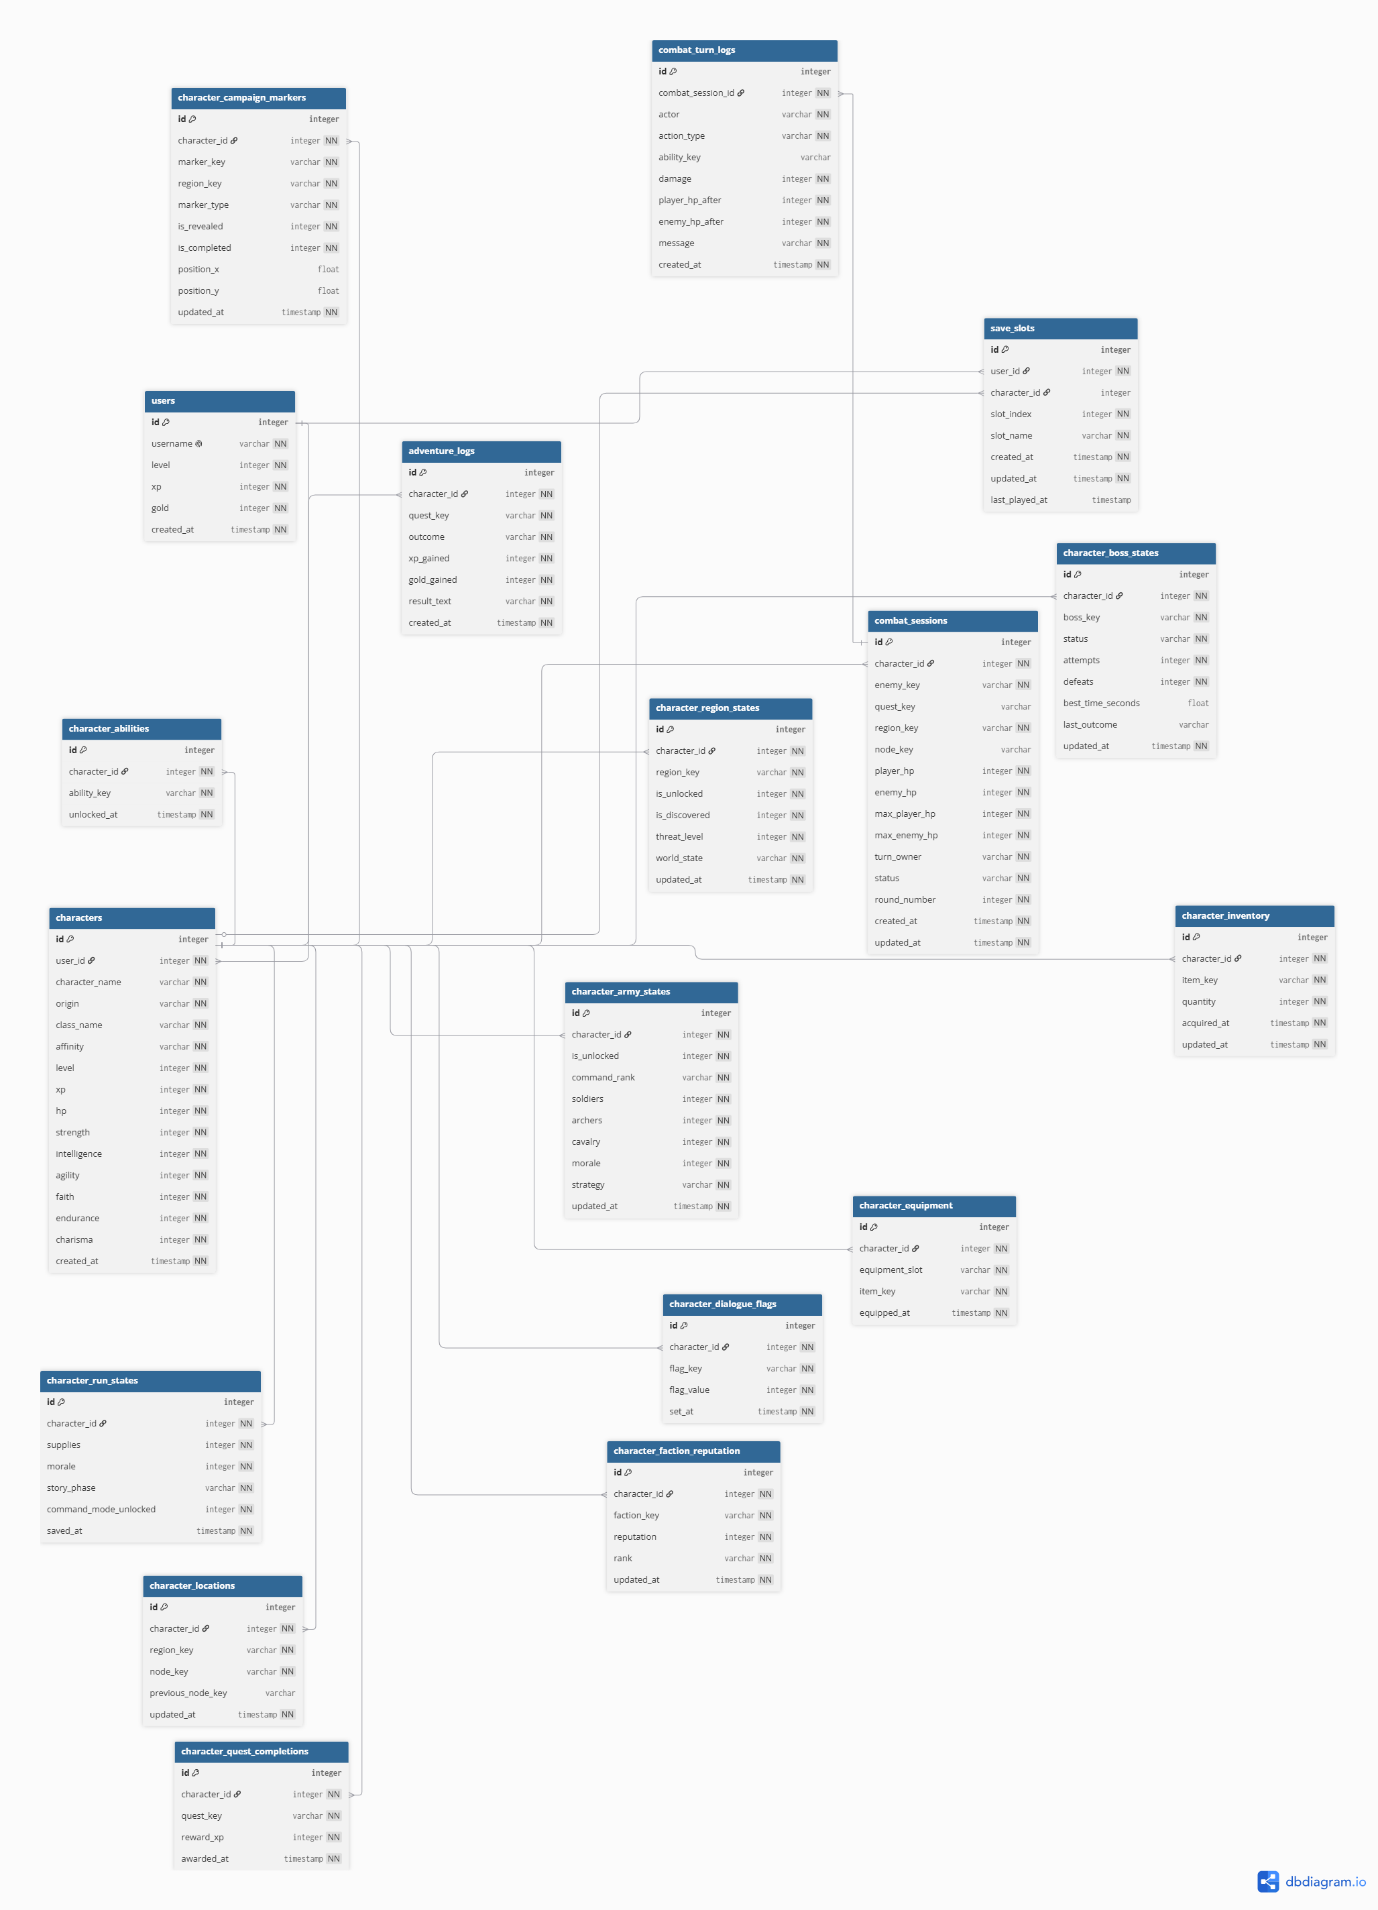 combat_turn_logs
id integer
combat_session_id integer NN
actor varchar NN
action_type varchar NN
ability_key varchar
damage integer NN
player_hp_after integer NN
enemy_hp_after integer NN
message varchar NN
created_at timestamp NN
character_campaign_markers
id integer
character_id integer NN
marker_key varchar NN
region_key varchar NN
marker_type varchar NN
is_revealed integer NN
is_completed integer NN
position_x float
position_y float
updated_at timestamp NN
save_slots
id integer
user_id integer NN
character_id integer
slot_index integer NN
slot_name varchar NN
created_at timestamp NN
updated_at timestamp NN
last_played_at timestamp
users
id integer
username varchar NN
level integer NN
xp integer NN
gold integer NN
created_at timestamp NN
adventure_logs
id integer
character_id integer NN
quest_key varchar NN
outcome varchar NN
xp_gained integer NN
gold_gained integer NN
result_text varchar NN
created_at timestamp NN
character_boss_states
id integer
character_id integer NN
boss_key varchar NN
status varchar NN
attempts integer NN
defeats integer NN
best_time_seconds float
last_outcome varchar
updated_at timestamp NN
combat_sessions
id integer
character_id integer NN
enemy_key varchar NN
quest_key varchar
region_key varchar NN
node_key varchar
player_hp integer NN
enemy_hp integer NN
max_player_hp integer NN
max_enemy_hp integer NN
turn_owner varchar NN
status varchar NN
round_number integer NN
created_at timestamp NN
updated_at timestamp NN
character_region_states
id integer
character_id integer NN
region_key varchar NN
is_unlocked integer NN
is_discovered integer NN
threat_level integer NN
world_state varchar NN
updated_at timestamp NN
character_abilities
id integer
character_id integer NN
ability_key varchar NN
unlocked_at timestamp NN
characters
id integer
user_id integer NN
character_name varchar NN
origin varchar NN
class_name varchar NN
affinity varchar NN
level integer NN
xp integer NN
hp integer NN
strength integer NN
intelligence integer NN
agility integer NN
faith integer NN
endurance integer NN
charisma integer NN
created_at timestamp NN
character_inventory
id integer
character_id integer NN
item_key varchar NN
quantity integer NN
acquired_at timestamp NN
updated_at timestamp NN
character_army_states
id integer
character_id integer NN
is_unlocked integer NN
command_rank varchar NN
soldiers integer NN
archers integer NN
cavalry integer NN
morale integer NN
strategy varchar NN
updated_at timestamp NN
character_equipment
id integer
character_id integer NN
equipment_slot varchar NN
item_key varchar NN
equipped_at timestamp NN
character_dialogue_flags
id integer
character_id integer NN
flag_key varchar NN
flag_value integer NN
set_at timestamp NN
character_run_states
id integer
character_id integer NN
supplies integer NN
morale integer NN
story_phase varchar NN
command_mode_unlocked integer NN
saved_at timestamp NN
character_faction_reputation
id integer
character_id integer NN
faction_key varchar NN
reputation integer NN
rank varchar NN
updated_at timestamp NN
character_locations
id integer
character_id integer NN
region_key varchar NN
node_key varchar NN
previous_node_key varchar
updated_at timestamp NN
character_quest_completions
id integer
character_id integer NN
quest_key varchar NN
reward_xp integer NN
awarded_at timestamp NN
dbdiagram.io